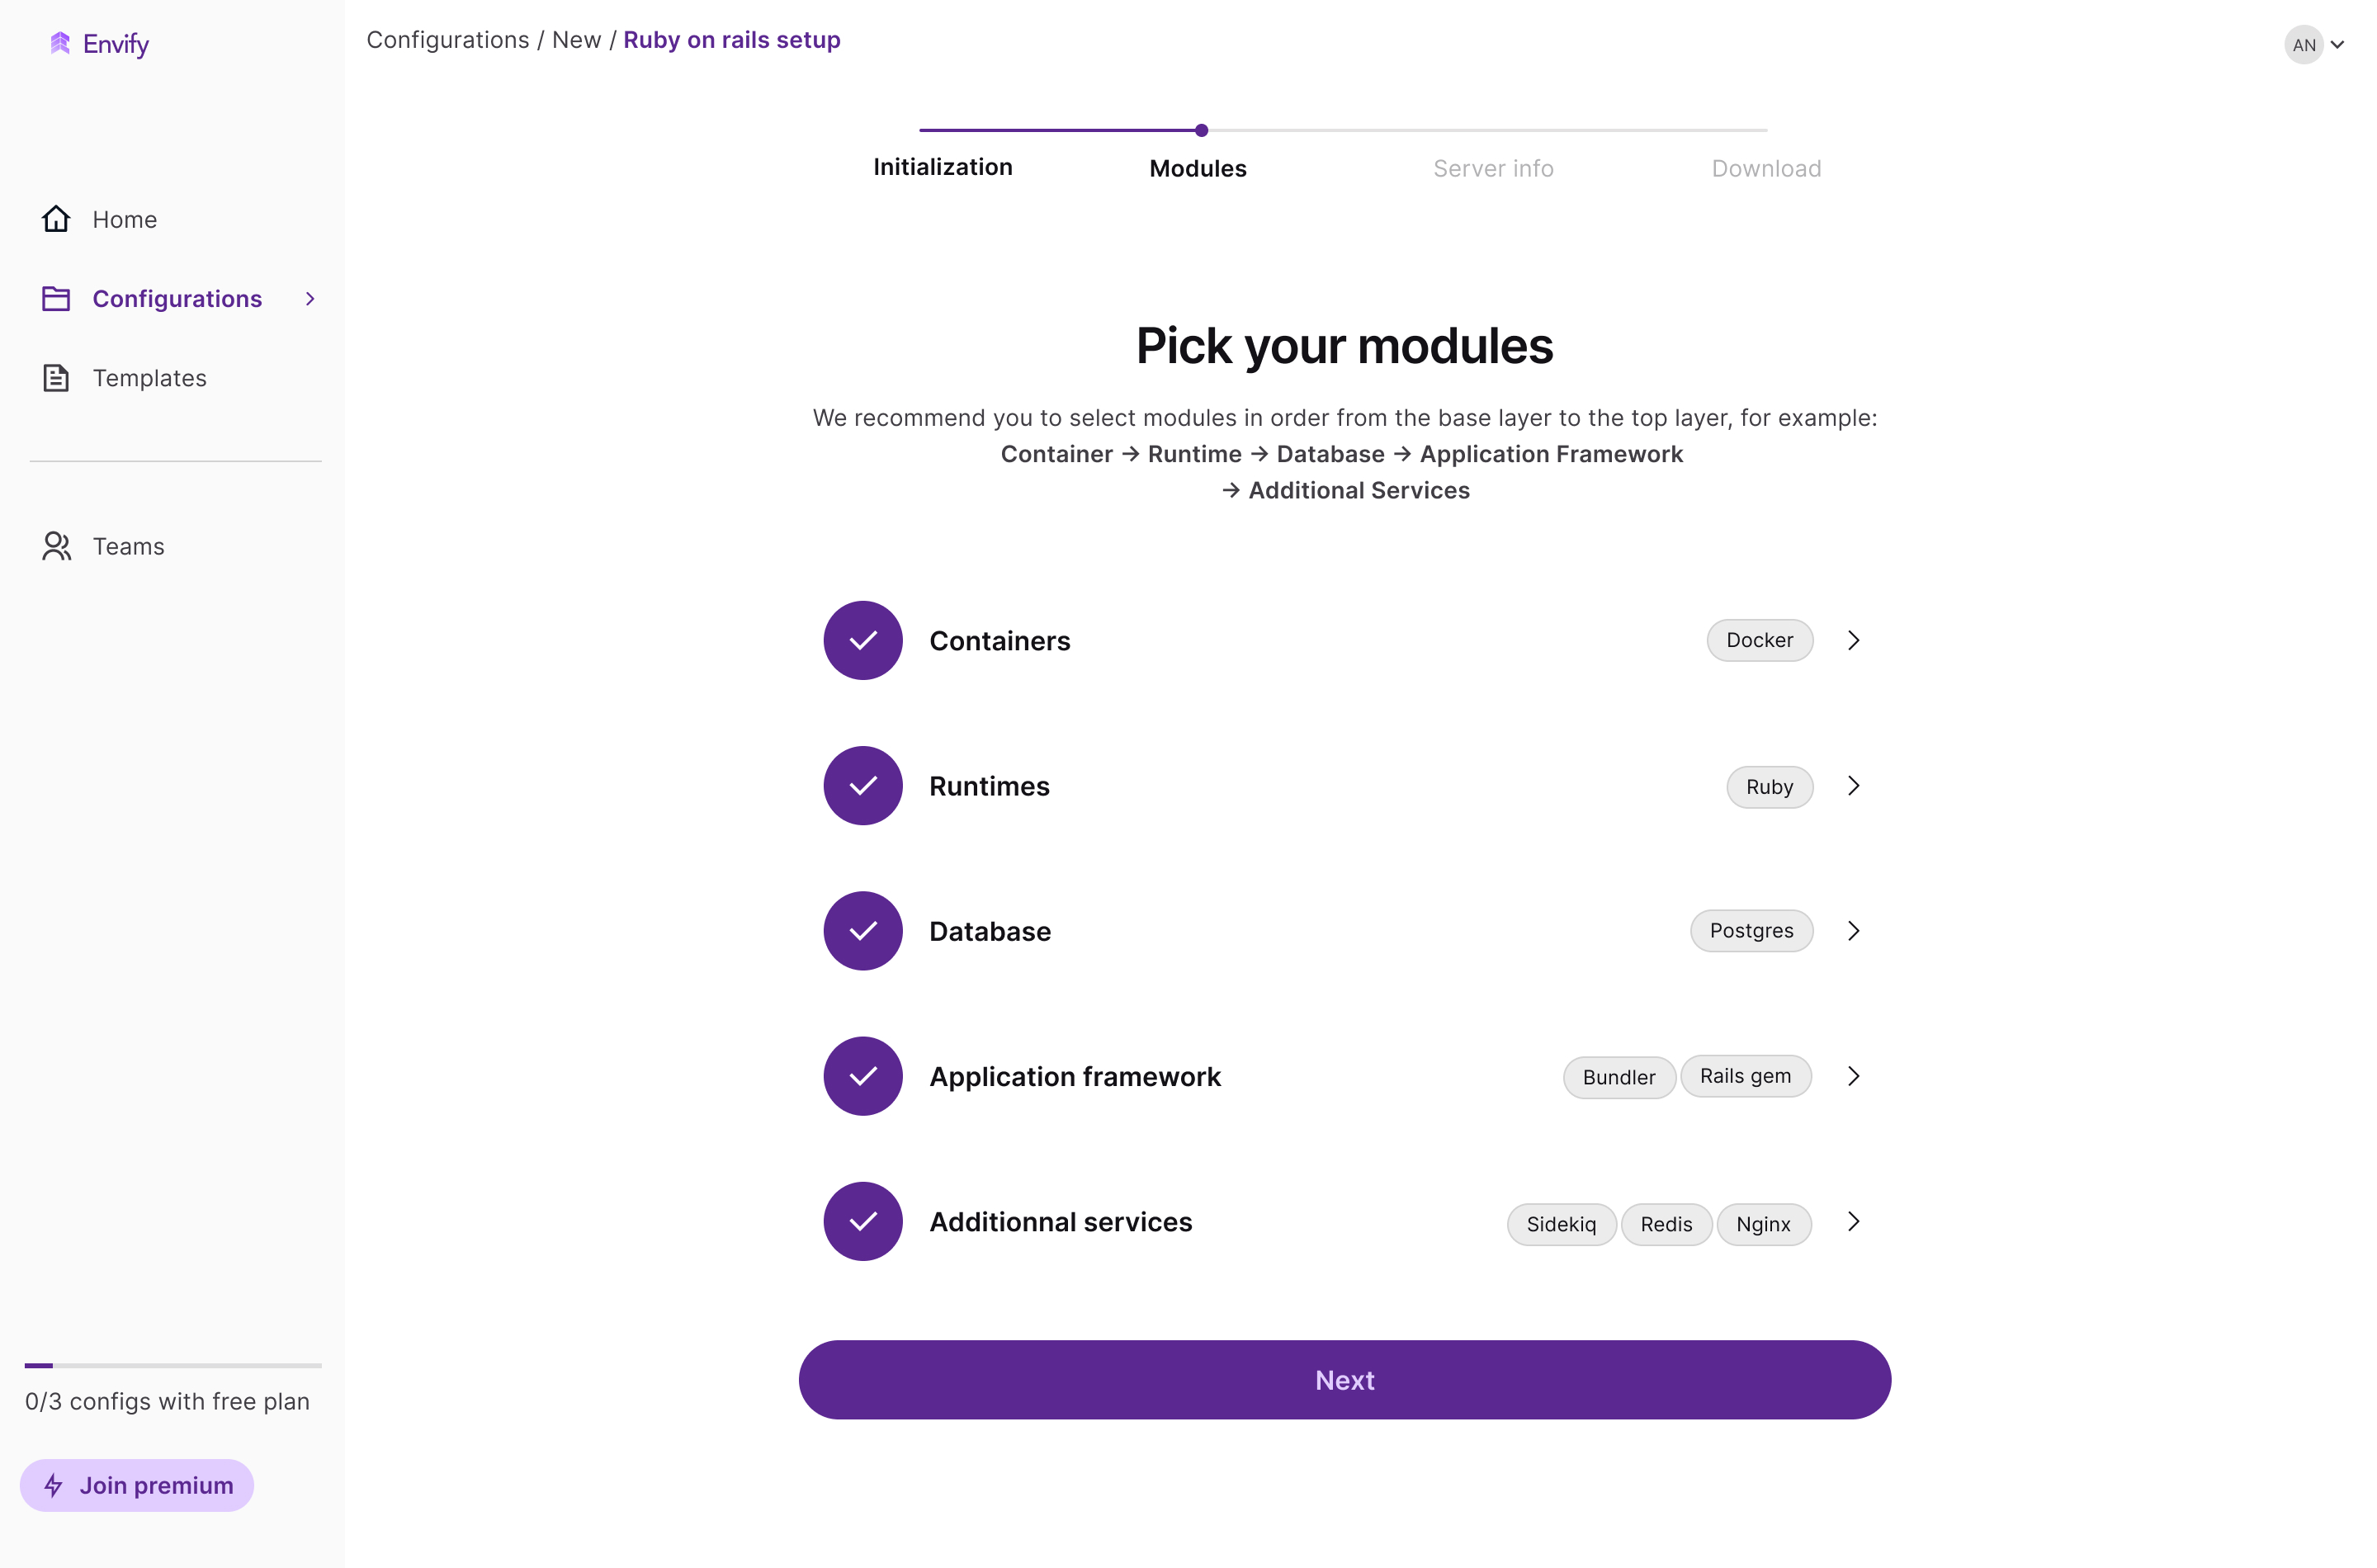 Envify
Configurations / New / Ruby on rails setup
AN
Initialization
Modules
Server info
Download
Home
Configurations
Templates
Teams
Pick your modules
We recommend you to select modules in order from the base layer to the top layer, for example:
Container → Runtime → Database → Application Framework
→ Additional Services
Containers
Docker
Runtimes
Ruby
Database
Postgres
Application framework
Bundler
Rails gem
Additionnal services
Sidekiq
Redis
Nginx
Next
0/3 configs with free plan
Join premium